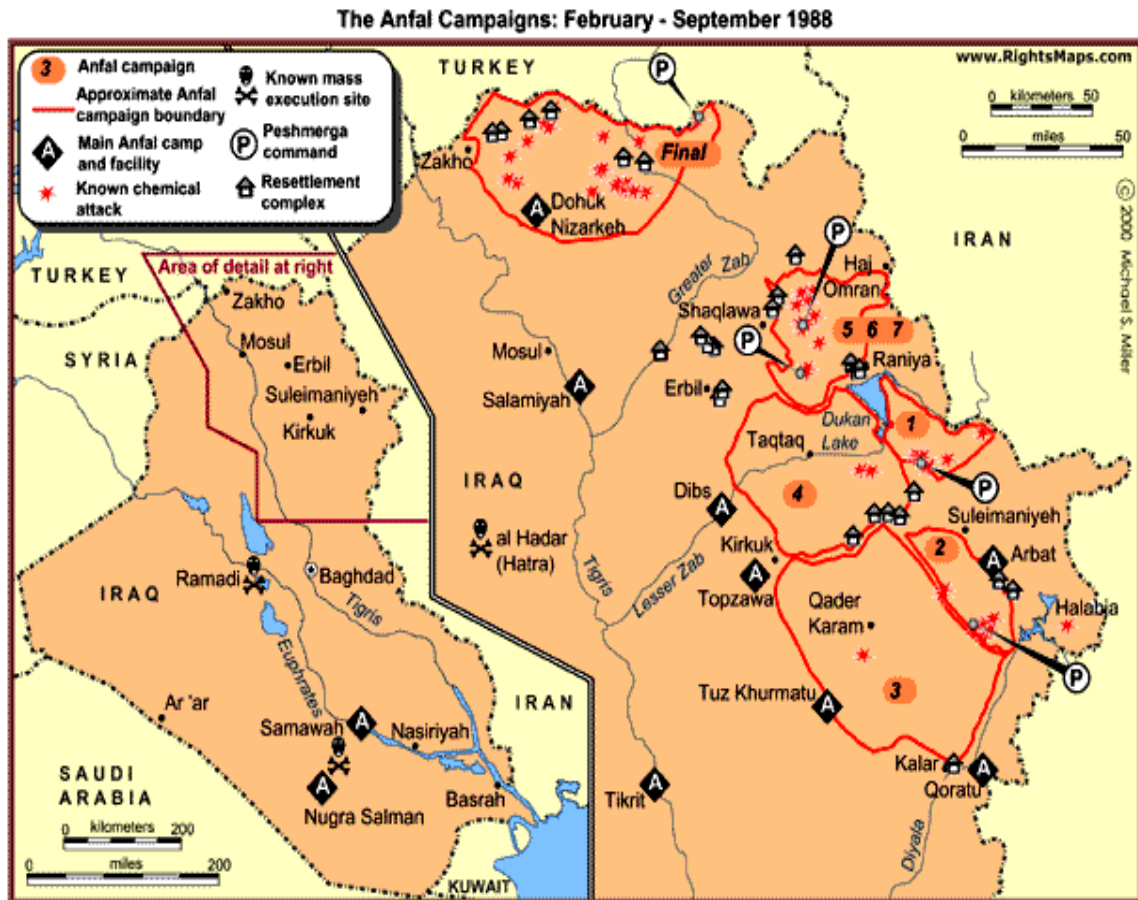 The Anfal Campaigns: February - September 1988
3 Anfal campaign
Approximate Anfal
campaign boundary
A Main Anfal camp
and facility
Known chemical
attack
Known mass
execution site
P Peshmerga
command
Resettlement
complex
www.RightsMaps.com
0 kilometers 50
0 miles 50
© 2000 Michael S. Miller
TURKEY
P
Zakho
Final
A Dohuk
Nizarkeh
IRAN
Greater Zab
P
Haj
Omran
Shaqlawa
5 6 7
P
Raniya
Mosul
Erbil
A
Salamiyah
Dukan
Lake
1
Taqtaq
IRAQ
4
P
Dibs A
Suleimaniyeh
al Hadar
(Hatra)
2
A Arbat
Kirkuk
Lesser Zab
A
Topzawa
Tigris
Qader
Karam
Halabja
P
3
Tuz Khurmatu A
Kalar
A
Qoratu
Tikrit A
Diyala
TURKEY
Area of detail at right
Zakho
SYRIA
Mosul
Erbil
Suleimaniyeh
Kirkuk
Ramadi
Baghdad
IRAQ
Tigris
Euphrates
IRAN
Ar 'ar
Samawah A
Nasiriyah
SAUDI
ARABIA
A
Nugra Salman
Basrah
0 kilometers 200
0 miles 200
KUWAIT